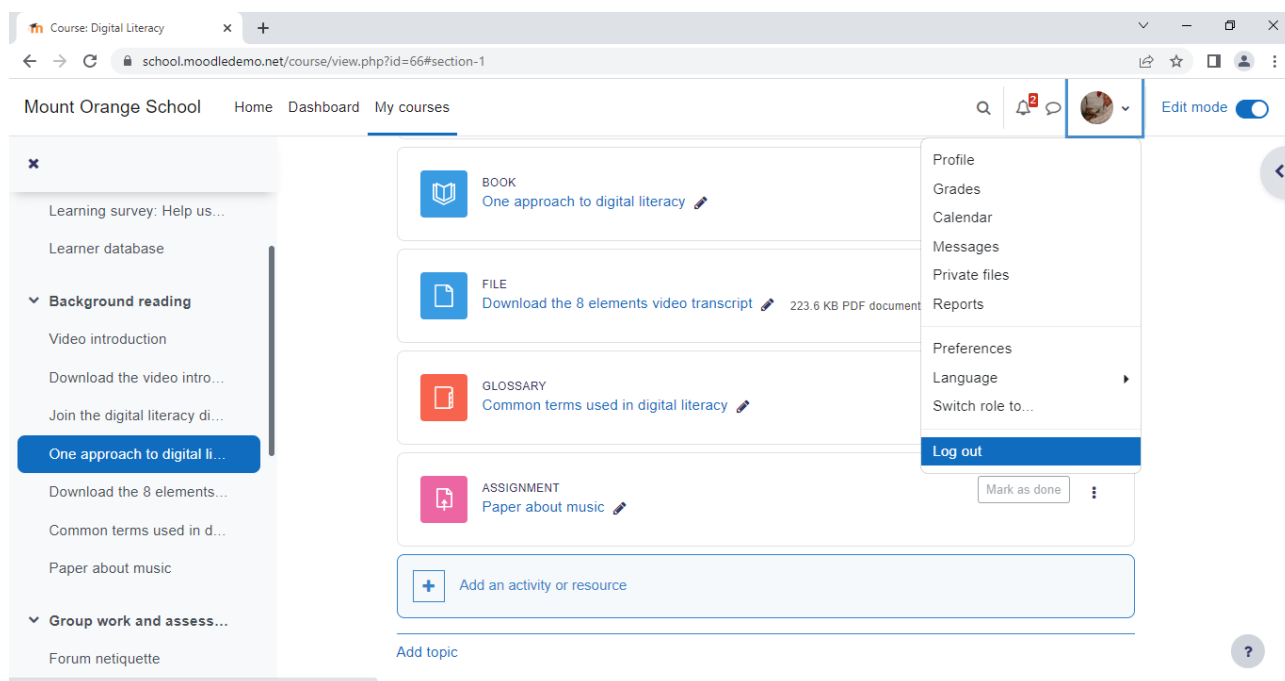 Course: Digital Literacy
school.moodledemo.net/course/view.php?id=66#section-1
Mount Orange School Home Dashboard My courses 2 Edit mode
Learning survey: Help us...
Learner database
Background reading
Video introduction
Download the video intro...
Join the digital literacy di...
One approach to digital li...
Download the 8 elements...
Common terms used in d...
Paper about music
Group work and assess...
Forum netiquette
BOOK
One approach to digital literacy
FILE
Download the 8 elements video transcript 223.6 KB PDF document
GLOSSARY
Common terms used in digital literacy
ASSIGNMENT
Paper about music
Mark as done
Add an activity or resource
Add topic
Profile
Grades
Calendar
Messages
Private files
Reports
Preferences
Language
Switch role to...
Log out
?